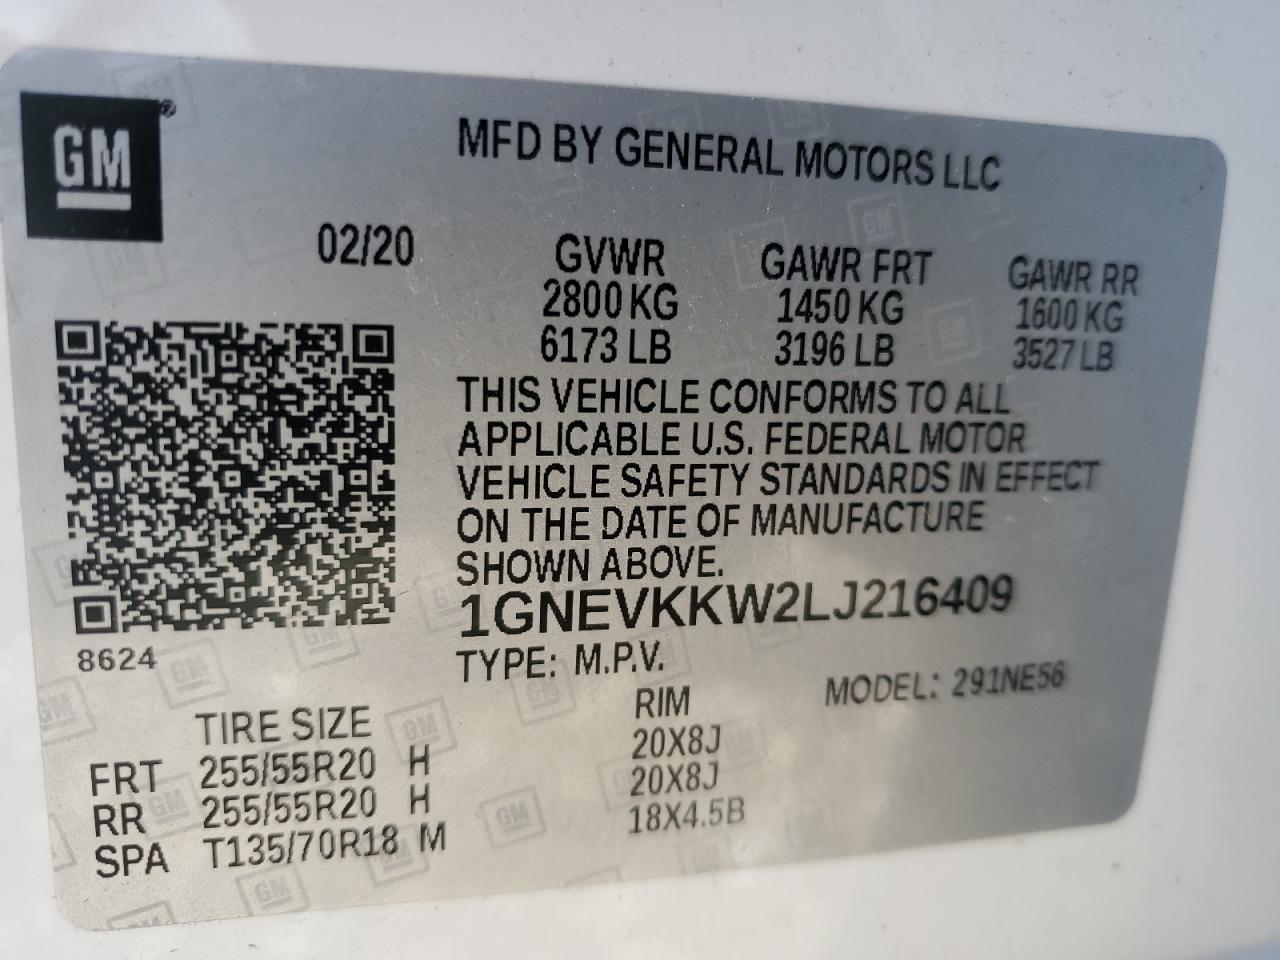 GM ®
MFD BY GENERAL MOTORS LLC
02/20
GVWR GAWR FRT GAWR RR
2800 KG 1450 KG 1600 KG
6173 LB 3196 LB 3527 LB
THIS VEHICLE CONFORMS TO ALL
APPLICABLE U.S. FEDERAL MOTOR
VEHICLE SAFETY STANDARDS IN EFFECT
ON THE DATE OF MANUFACTURE
SHOWN ABOVE.
1GNEVKKW2LJ216409
8624
TYPE: M.P.V. MODEL: 291NE56
TIRE SIZE RIM
FRT 255/55R20 H 20X8J
RR 255/55R20 H 20X8J
SPA T135/70R18 M 18X4.5B